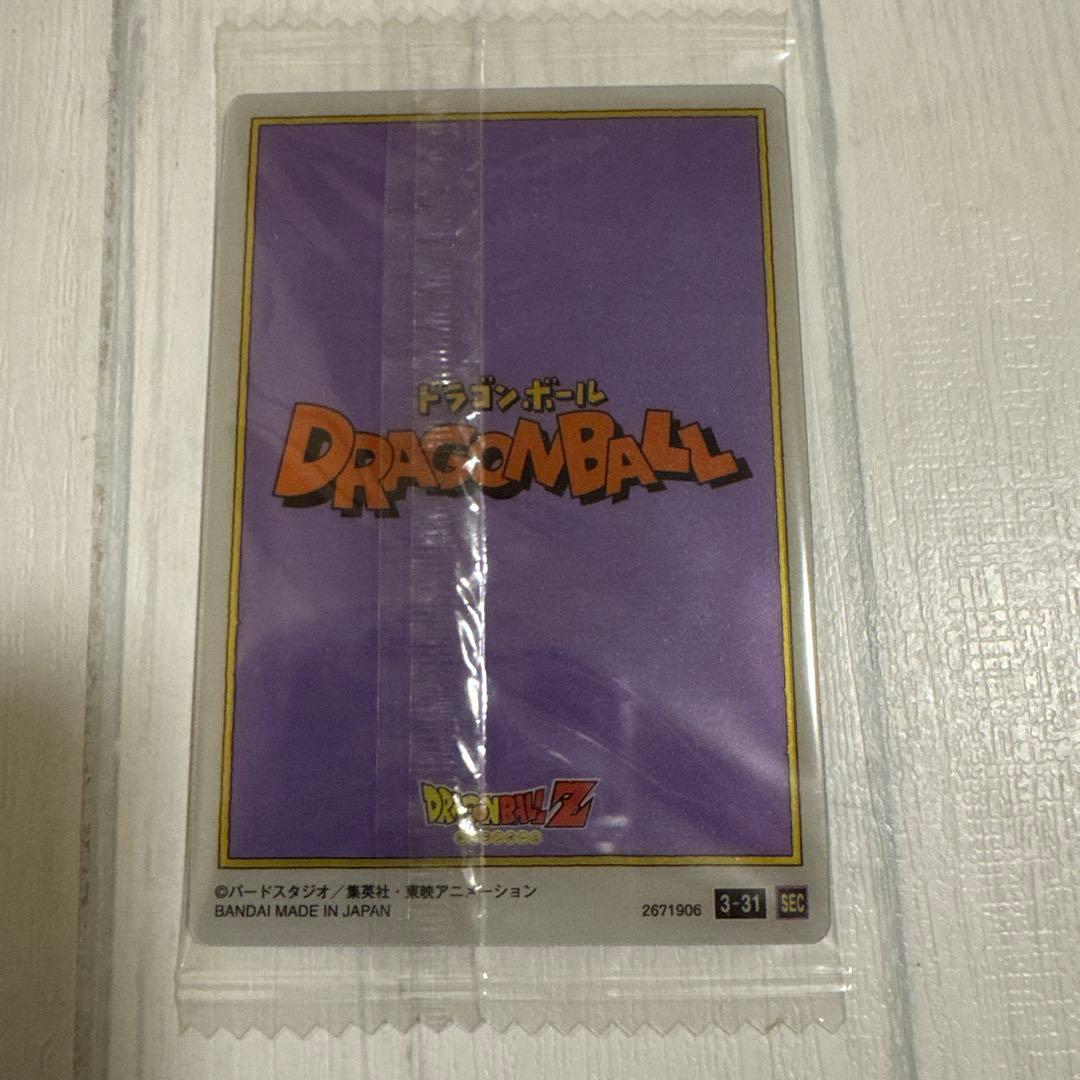 ドラゴンボール
DRAGONBALL
DRAGONBALL Z
©バードスタジオ／集英社・東映アニメーション
BANDAI MADE IN JAPAN
2671906 3-31 SEC